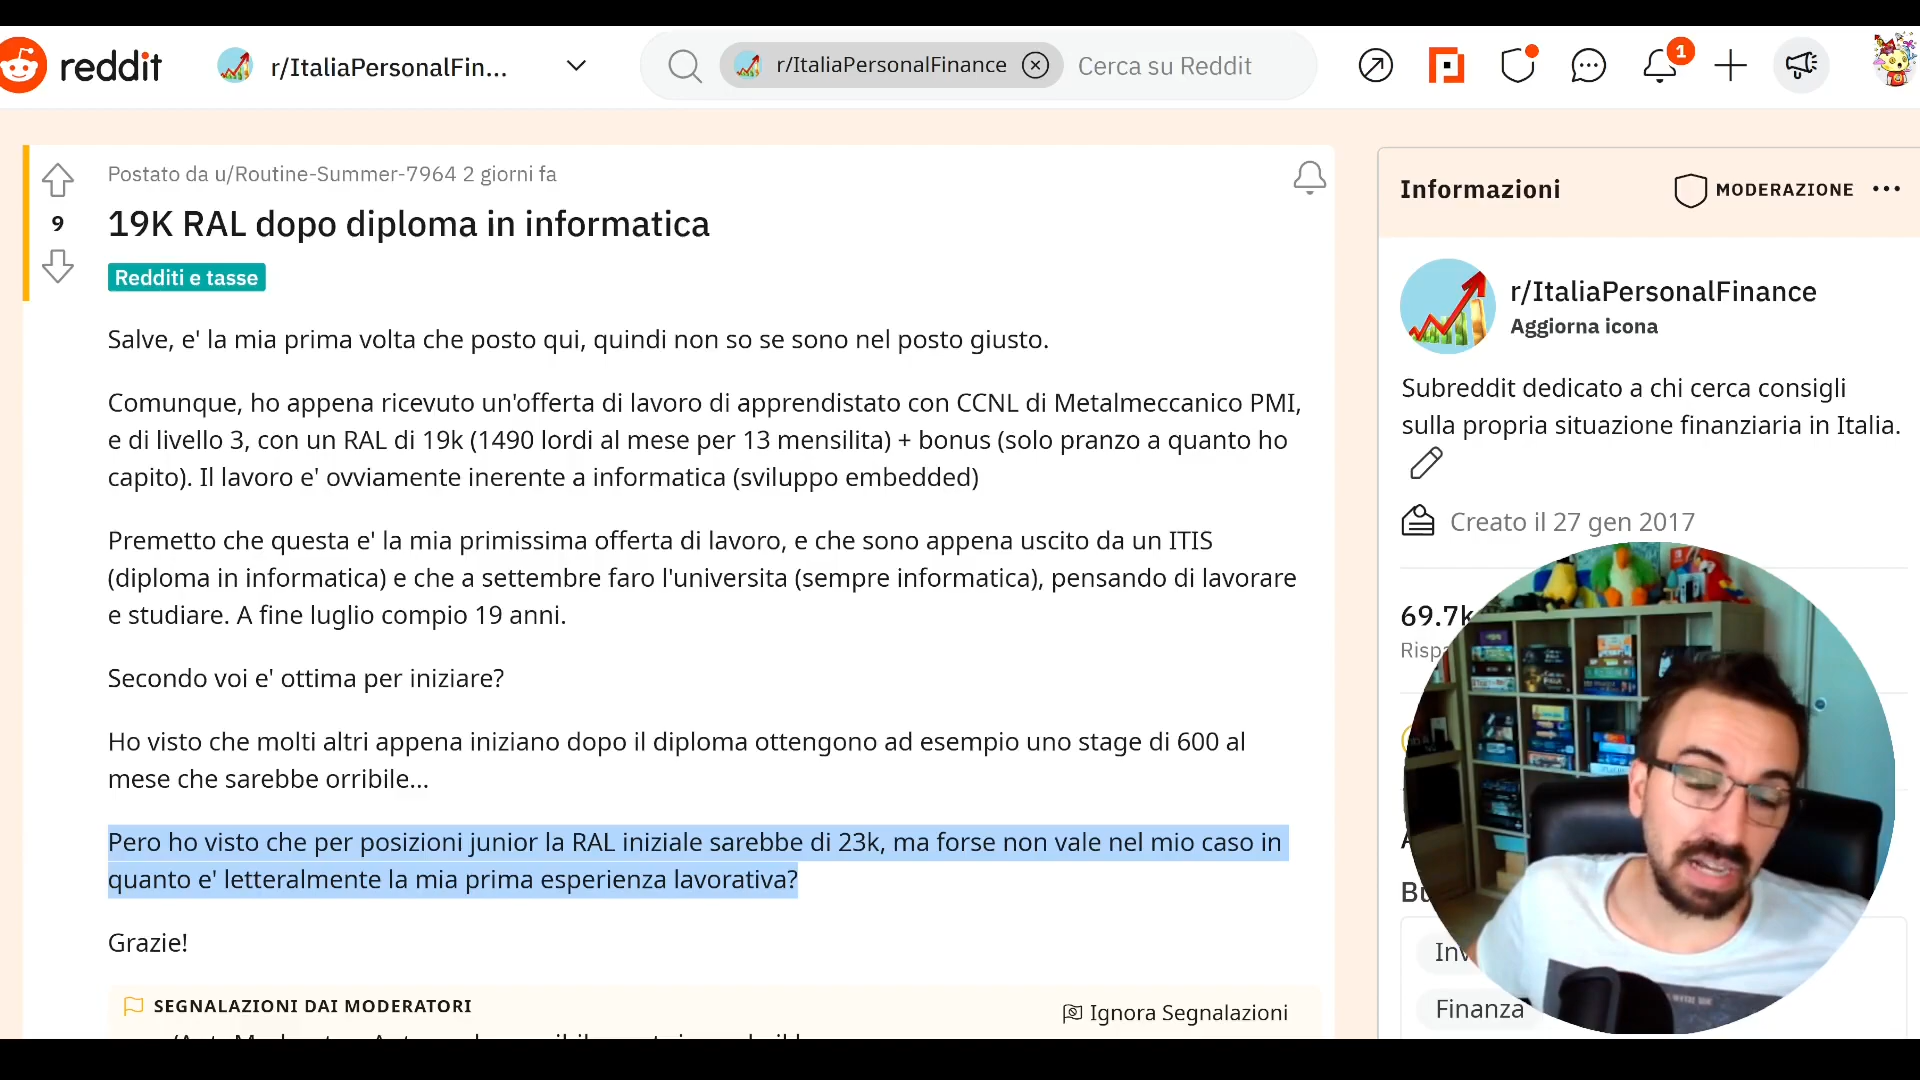 reddit
r/ItaliaPersonalFin...
r/ItaliaPersonalFinance
Cerca su Reddit
1
Postato da u/Routine-Summer-7964 2 giorni fa
9
19K RAL dopo diploma in informatica
Redditi e tasse
Salve, e' la mia prima volta che posto qui, quindi non so se sono nel posto giusto.
Comunque, ho appena ricevuto un'offerta di lavoro di apprendistato con CCNL di Metalmeccanico PMI,
e di livello 3, con un RAL di 19k (1490 lordi al mese per 13 mensilita) + bonus (solo pranzo a quanto ho
capito). Il lavoro e' ovviamente inerente a informatica (sviluppo embedded)
Premetto che questa e' la mia primissima offerta di lavoro, e che sono appena uscito da un ITIS
(diploma in informatica) e che a settembre faro l'universita (sempre informatica), pensando di lavorare
e studiare. A fine luglio compio 19 anni.
Secondo voi e' ottima per iniziare?
Ho visto che molti altri appena iniziano dopo il diploma ottengono ad esempio uno stage di 600 al
mese che sarebbe orribile...
Pero ho visto che per posizioni junior la RAL iniziale sarebbe di 23k, ma forse non vale nel mio caso in
quanto e' letteralmente la mia prima esperienza lavorativa?
Grazie!
SEGNALAZIONI DAI MODERATORI
Ignora Segnalazioni
Informazioni
MODERAZIONE
r/ItaliaPersonalFinance
Aggiorna icona
Subreddit dedicato a chi cerca consigli
sulla propria situazione finanziaria in Italia.
Creato il 27 gen 2017
69.7k
Finanza